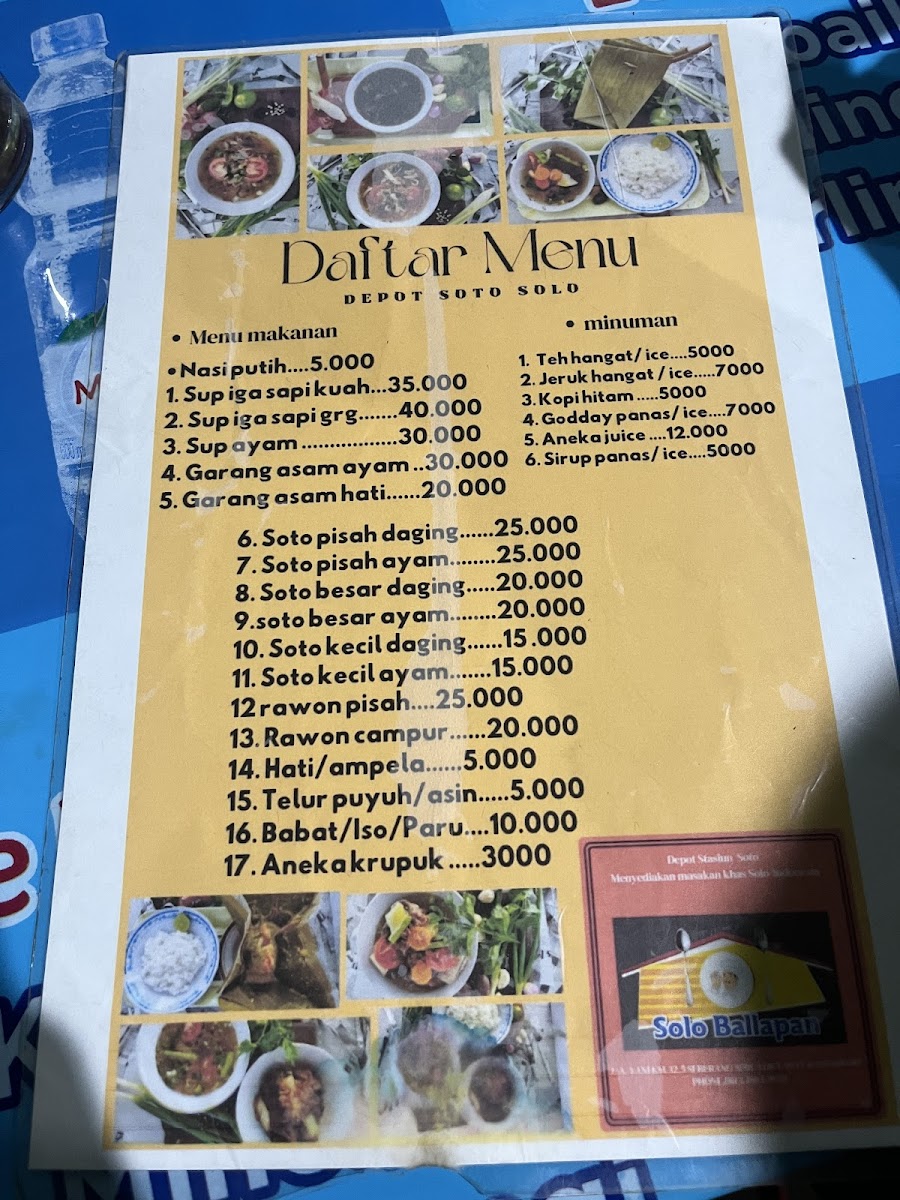 Daftar Menu
DEPOT SOTO SOLO
• Menu makanan
•Nasi putih....5.000
1. Sup iga sapi kuah...35.000
2. Sup iga sapi grg.......40.000
3. Sup ayam .................30.000
4. Garang asam ayam ..30.000
5. Garang asam hati......20.000
6. Soto pisah daging......25.000
7. Soto pisah ayam........25.000
8. Soto besar daging.....20.000
9.soto besar ayam........20.000
10. Soto kecil daging......15.000
11. Soto kecil ayam.......15.000
12 rawon pisah....25.000
13. Rawon campur......20.000
14. Hati/ampela......5.000
15. Telur puyuh/asin.....5.000
16. Babat/Iso/Paru....10.000
17. Aneka krupuk .....3000
• minuman
1. Teh hangat/ ice....5000
2. Jeruk hangat / ice.....7000
3. Kopi hitam .....5000
4. Godday panas/ ice....7000
5. Aneka juice ....12.000
6. Sirup panas/ ice....5000
Depot Stasiun Soto
Menyediakan masakan khas Solo
Solo Ballapan